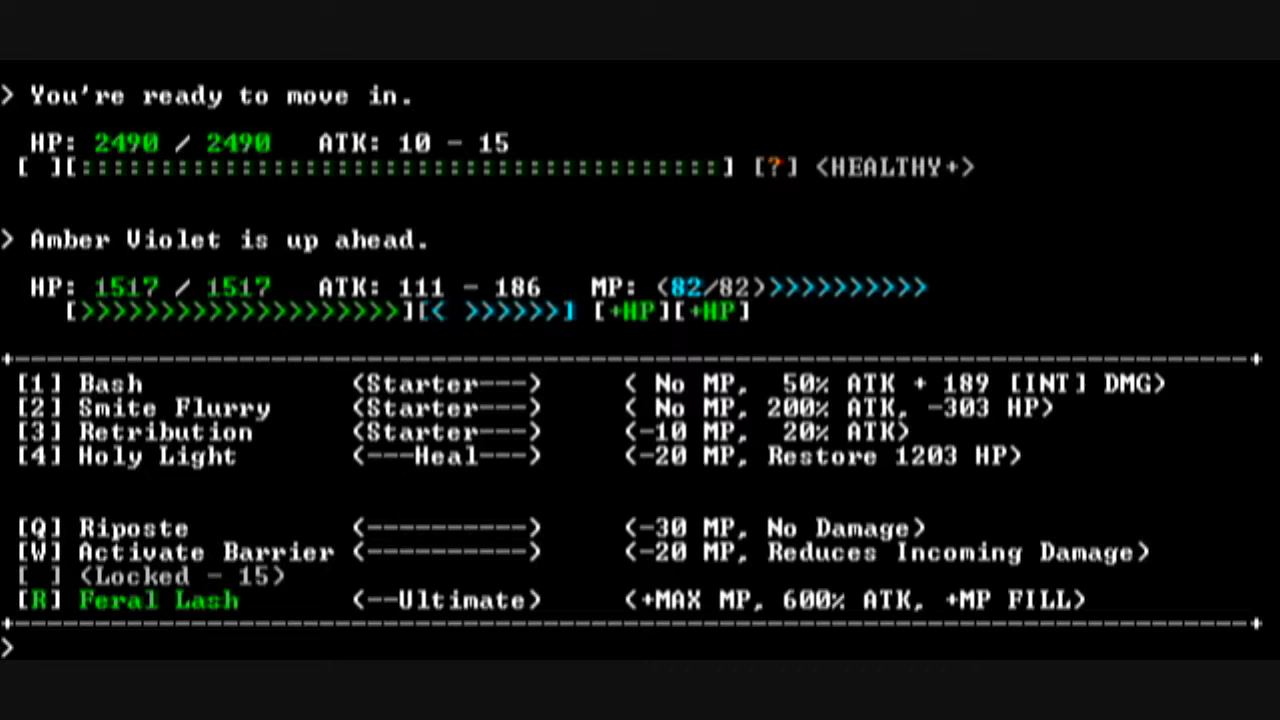 > You're ready to move in.
HP: 2490 / 2490 ATK: 10 - 15
[ ][::::::::::::::::::::::::::::::::::::::::] [?] <HEALTHY+>
> Amber Violet is up ahead.
HP: 1517 / 1517 ATK: 111 - 186 MP: <82/82>>>>>>>>>>>
[>>>>>>>>>>>>>>>>>>>>][< >>>>>>] [+HP][+HP]
+-----------------------------------------------------------------------------+
[1] Bash <Starter---> < No MP, 50% ATK + 189 [INT] DMG>
[2] Smite Flurry <Starter---> < No MP, 200% ATK, -303 HP>
[3] Retribution <Starter---> <-10 MP, 20% ATK>
[4] Holy Light <---Heal---> <-20 MP, Restore 1203 HP>
[Q] Riposte <----------> <-30 MP, No Damage>
[W] Activate Barrier <----------> <-20 MP, Reduces Incoming Damage>
[ ] <Locked - 15>
[R] Feral Lash <--Ultimate> <+MAX MP, 600% ATK, +MP FILL>
+-----------------------------------------------------------------------------+
>